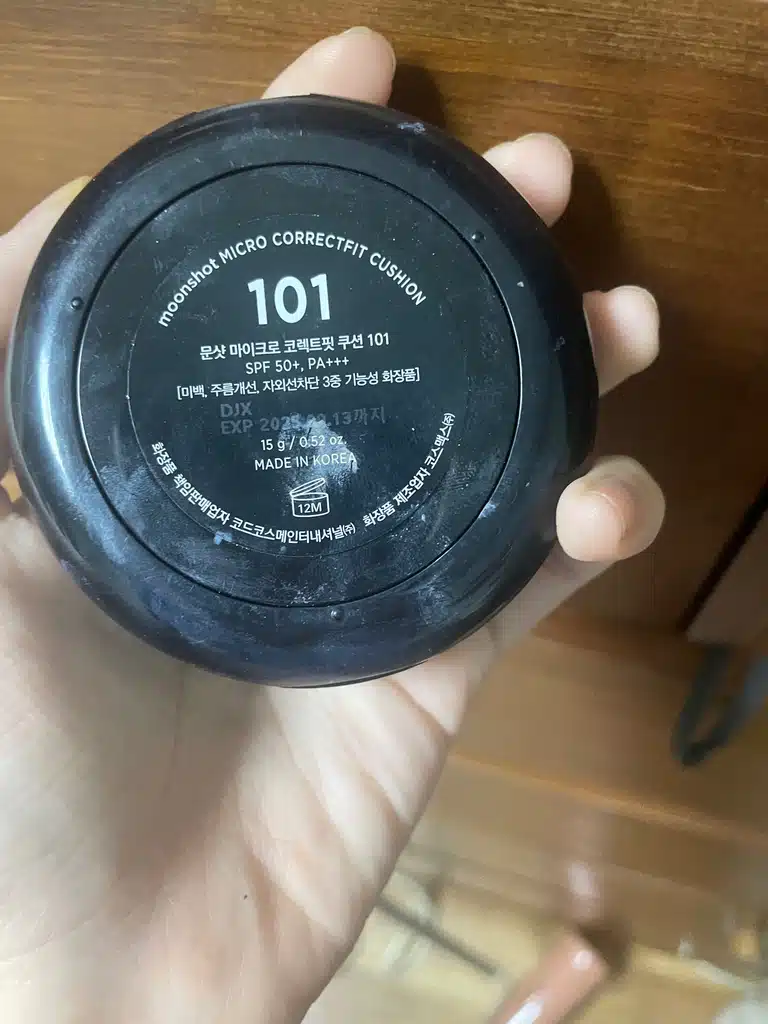 moonshot MICRO CORRECTFIT CUSHION
101
문샷 마이크로 코렉트핏 쿠션 101
SPF 50+, PA+++
[미백, 주름개선, 자외선차단 3중 기능성 화장품]
DJX
EXP
15 g / 0.52 oz.
MADE IN KOREA
12M
화장품 책임판매업자 코드코스메인터내셔널㈜ 화장품 제조업자 코스맥스㈜